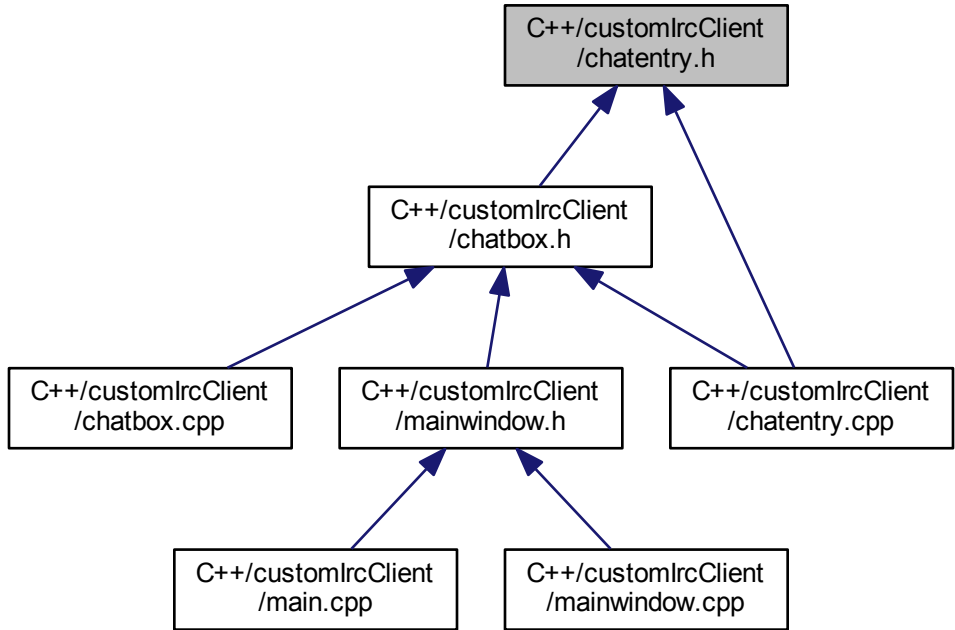 C++/customIrcClient
/chatentry.h
C++/customIrcClient
/chatbox.h
C++/customIrcClient
/chatbox.cpp
C++/customIrcClient
/mainwindow.h
C++/customIrcClient
/chatentry.cpp
C++/customIrcClient
/main.cpp
C++/customIrcClient
/mainwindow.cpp